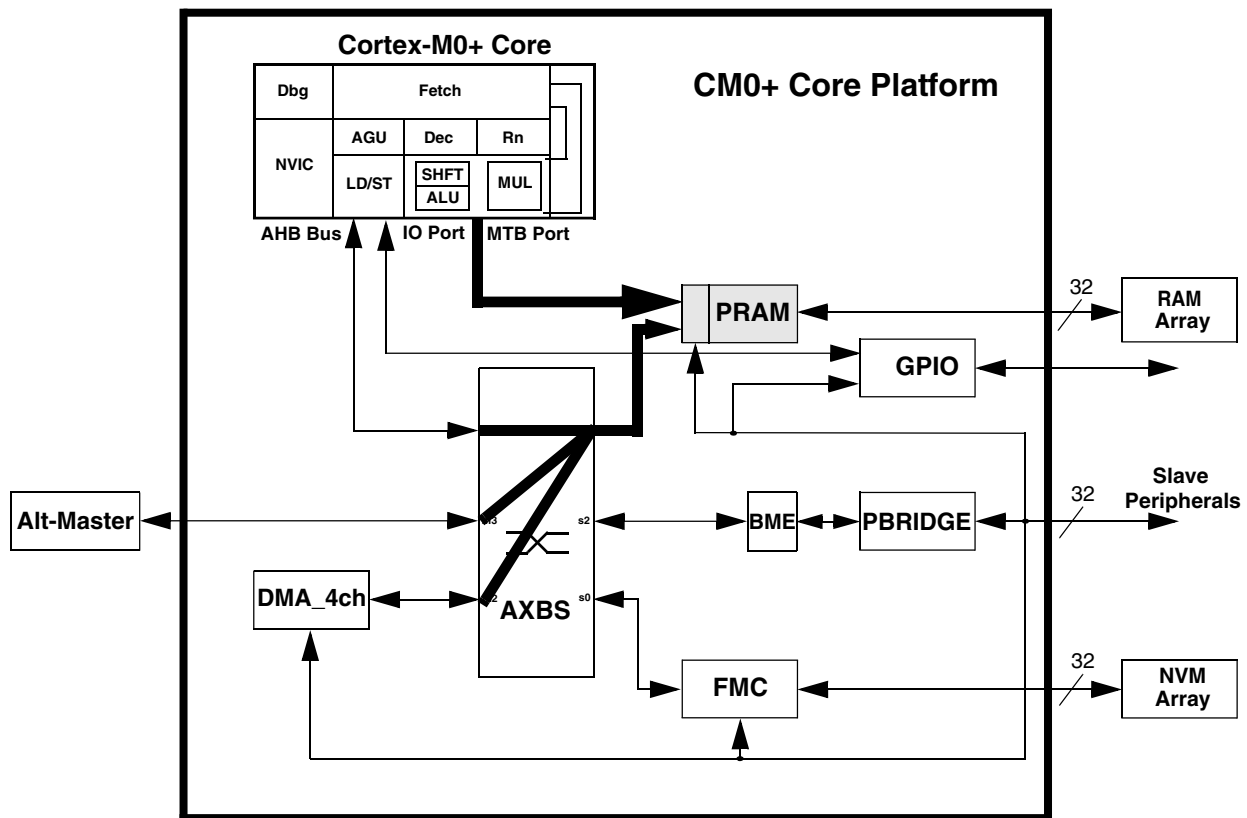 Cortex-M0+ Core
CM0+ Core Platform
Dbg
Fetch
AGU
Dec
Rn
NVIC
LD/ST
SHFT
ALU
MUL
AHB Bus
IO Port
MTB Port
PRAM
32
RAM
Array
GPIO
Alt-Master
s2
BME
PBRIDGE
32
Slave
Peripherals
DMA_4ch
AXBS
s0
FMC
32
NVM
Array